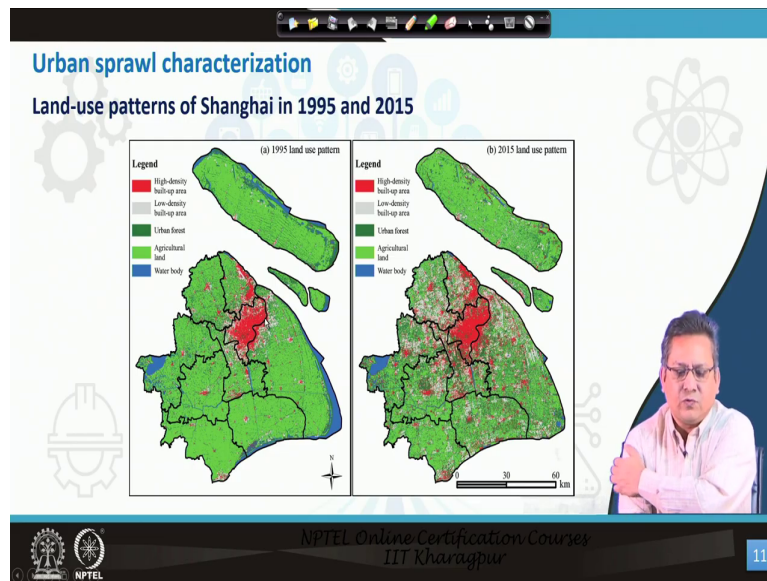 Urban sprawl characterization
Land-use patterns of Shanghai in 1995 and 2015
(a) 1995 land use pattern
Legend
High-density
built-up area
Low-density
built-up area
Urban forest
Agricultural
land
Water body
N
(b) 2015 land use pattern
Legend
High-density
built-up area
Low-density
built-up area
Urban forest
Agricultural
land
Water body
0 30 60
km
NPTEL
NPTEL Online Certification Courses
IIT Kharagpur
11